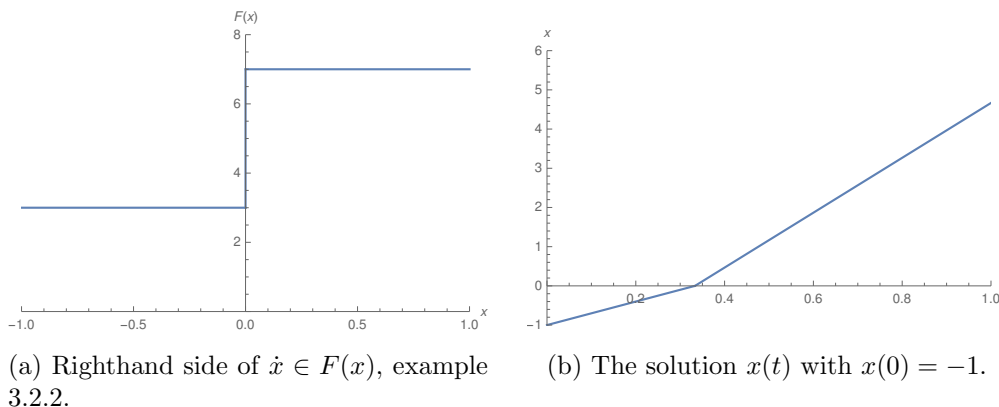 F(x)
8
6
4
2
−1.0 −0.5 0.0 0.5 1.0 x
x
6
5
4
3
2
1
0
−1
0.2 0.4 0.6 0.8 1.0
(a) Righthand side of ẋ ∈ F(x), example
3.2.2.
(b) The solution x(t) with x(0) = −1.